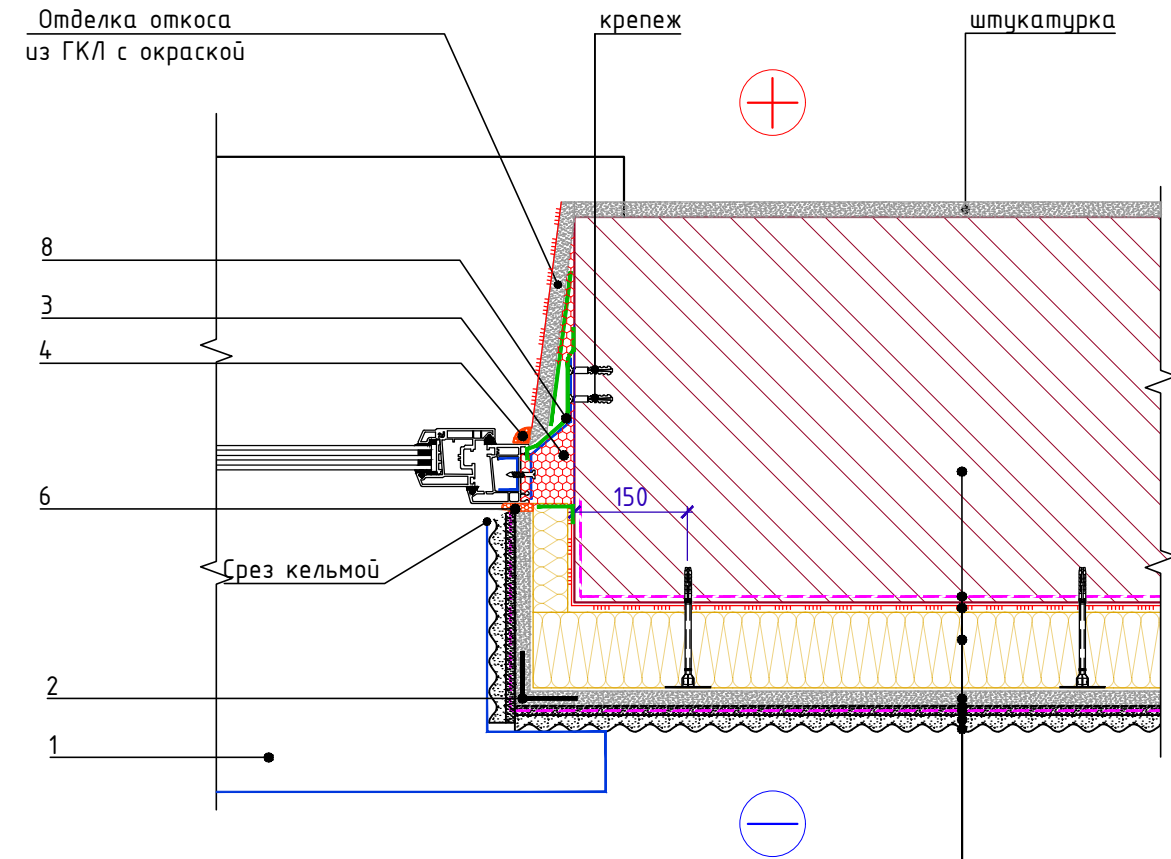 Отделка откоса
из ГКЛ с окраской
крепеж
штукатурка
8
3
4
6
150
Срез кельмой
2
1